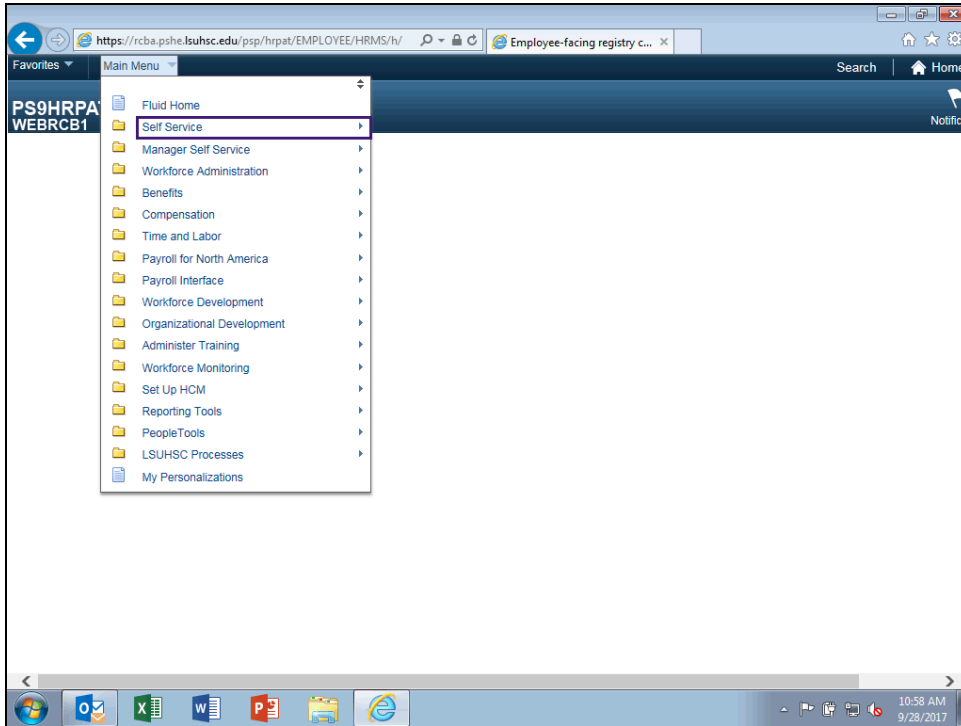 https://rcba.pshe.lsuhsc.edu/psp/hrpat/EMPLOYEE/HRMS/h/
Employee-facing registry c...
Favorites
Main Menu
Search
Home
PS9HRPA
WEBRCB1
Notific
Fluid Home
Self Service
Manager Self Service
Workforce Administration
Benefits
Compensation
Time and Labor
Payroll for North America
Payroll Interface
Workforce Development
Organizational Development
Administer Training
Workforce Monitoring
Set Up HCM
Reporting Tools
PeopleTools
LSUHSC Processes
My Personalizations
10:58 AM
9/28/2017